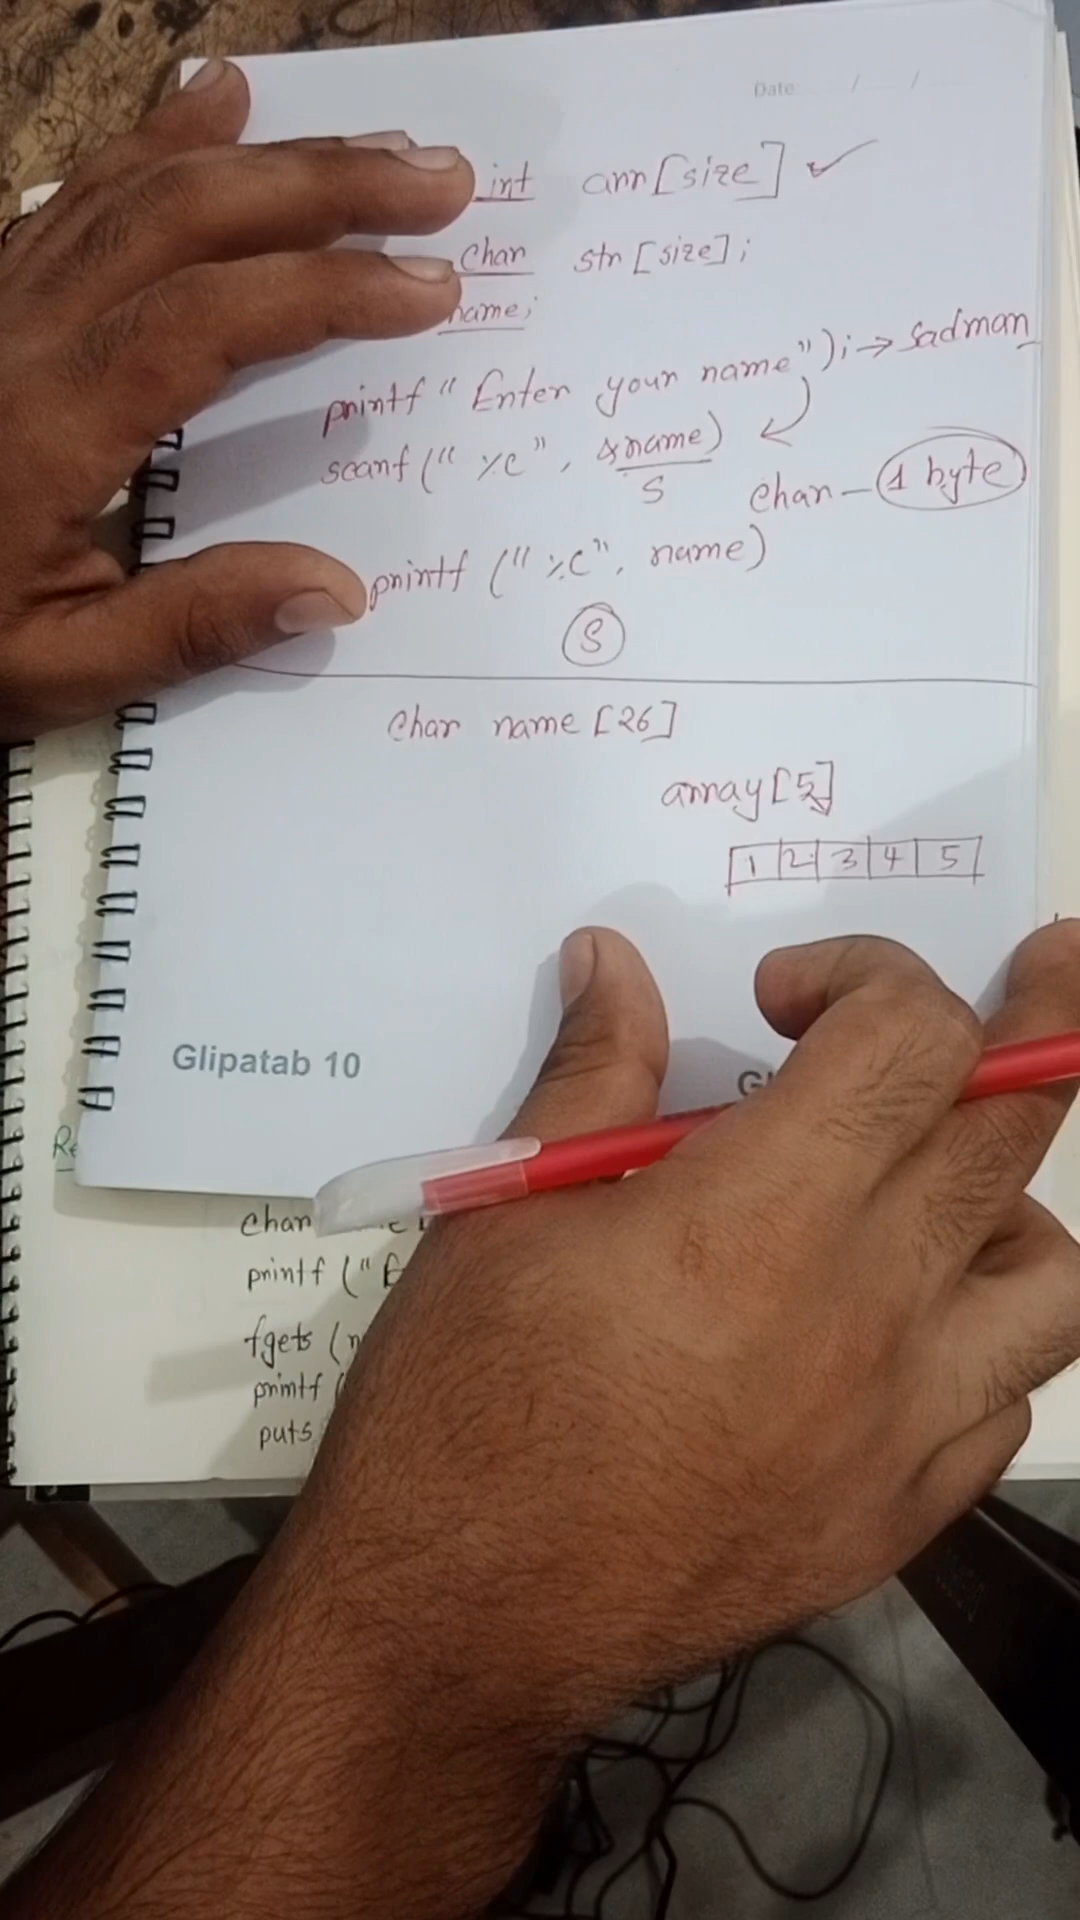 Date / /
int arr[size] ✓
char str[size];
name;
printf "Enter your name"); → sadman
scanf ("%c", &name)
S
char — 1 byte
printf ("%c", name)
S
char name [26]
array[5]
1 2 3 4 5
Glipatab 10
char
printf ("E
fgets (n
printf (
puts